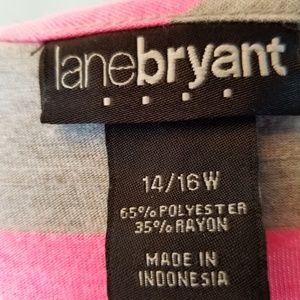 lanebryant
14/16W
65% POLYESTER
35% RAYON
MADE IN
INDONESIA